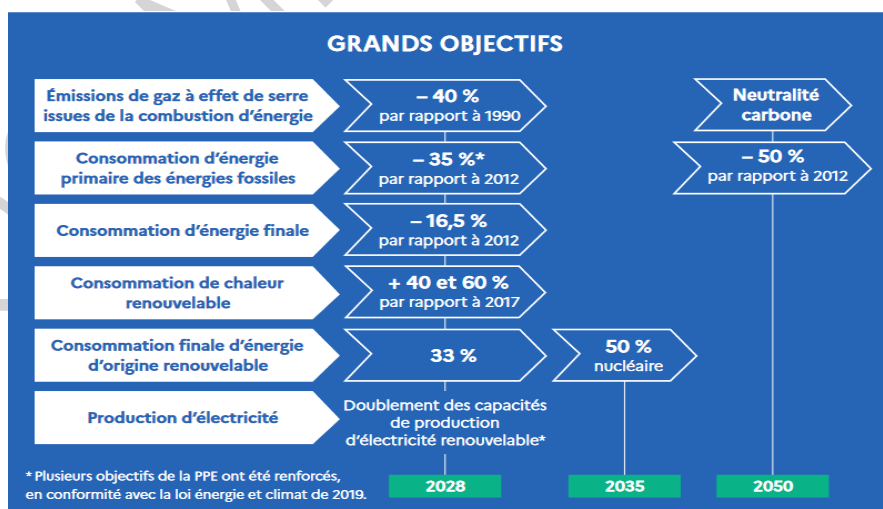 GRANDS OBJECTIFS
Émissions de gaz à effet de serre
issues de la combustion d'énergie
– 40 %
par rapport à 1990
Neutralité
carbone
Consommation d'énergie
primaire des énergies fossiles
– 35 %*
par rapport à 2012
– 50 %
par rapport à 2012
Consommation d'énergie finale
– 16,5 %
par rapport à 2012
Consommation de chaleur
renouvelable
+ 40 et 60 %
par rapport à 2017
Consommation finale d'énergie
d'origine renouvelable
33 %
50 %
nucléaire
Production d'électricité
Doublement des capacités
de production
d'électricité renouvelable*
* Plusieurs objectifs de la PPE ont été renforcés,
en conformité avec la loi énergie et climat de 2019.
2028
2035
2050